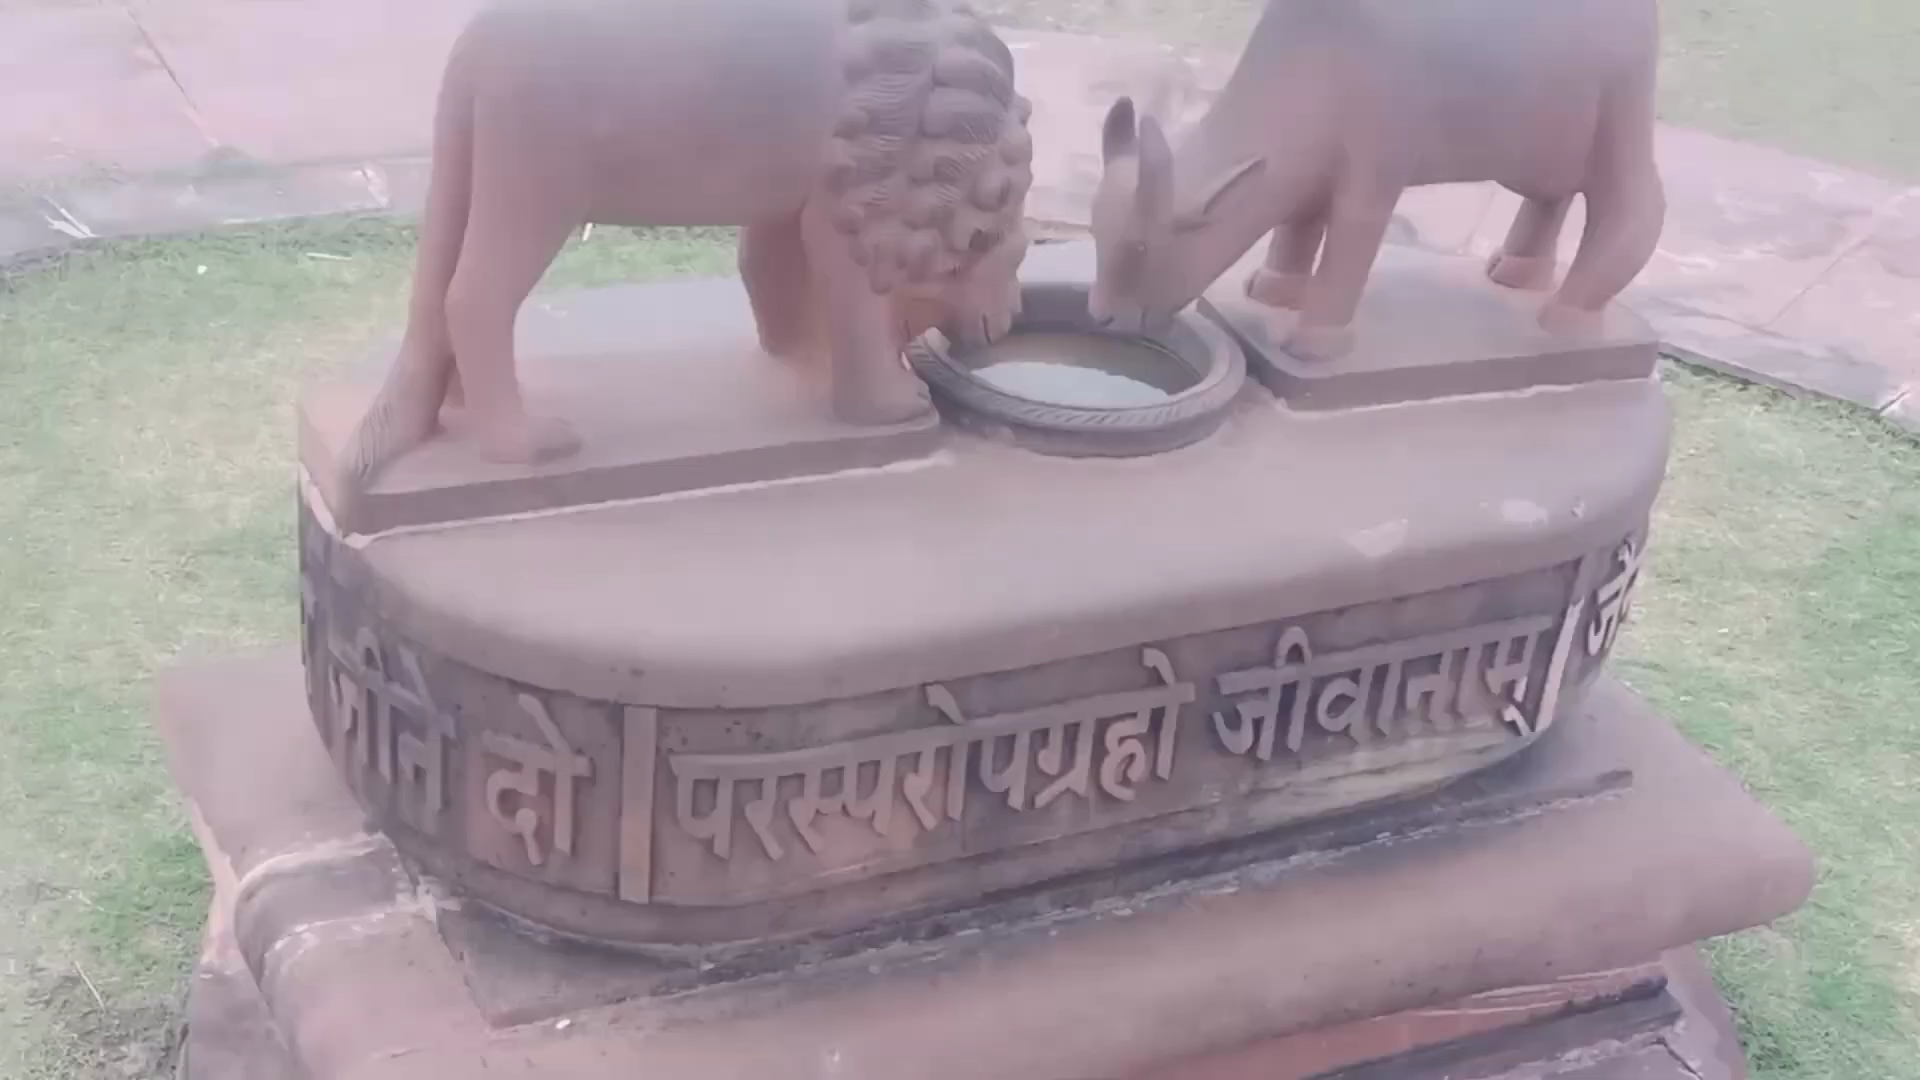 जीने दो | परस्परोपग्रहो जीवानाम् |